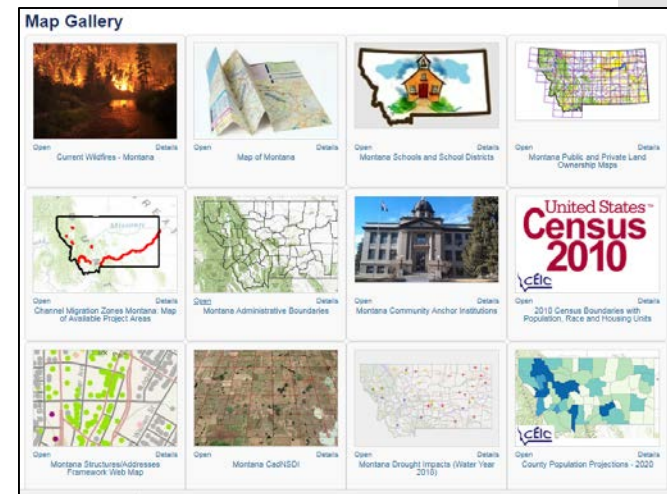 Map Gallery
Open Details
Current Wildfires - Montana
Open Details
Map of Montana
Open Details
Montana Schools and School Districts
Open Details
Montana Public and Private Land
Ownership Maps
Open Details
Channel Migration Zones Montana: Map
of Available Project Areas
Open Details
Montana Administrative Boundaries
Open Details
Montana Community Anchor Institutions
United States™
Census
2010
CEIC
Open Details
2010 Census Boundaries with
Population, Race and Housing Units
Open Details
Montana Structures/Addresses
Framework Web Map
Open Details
Montana CadNSDI
Open Details
Montana Drought Impacts (Water Year
2018)
CEIC
Open Details
County Population Projections - 2020